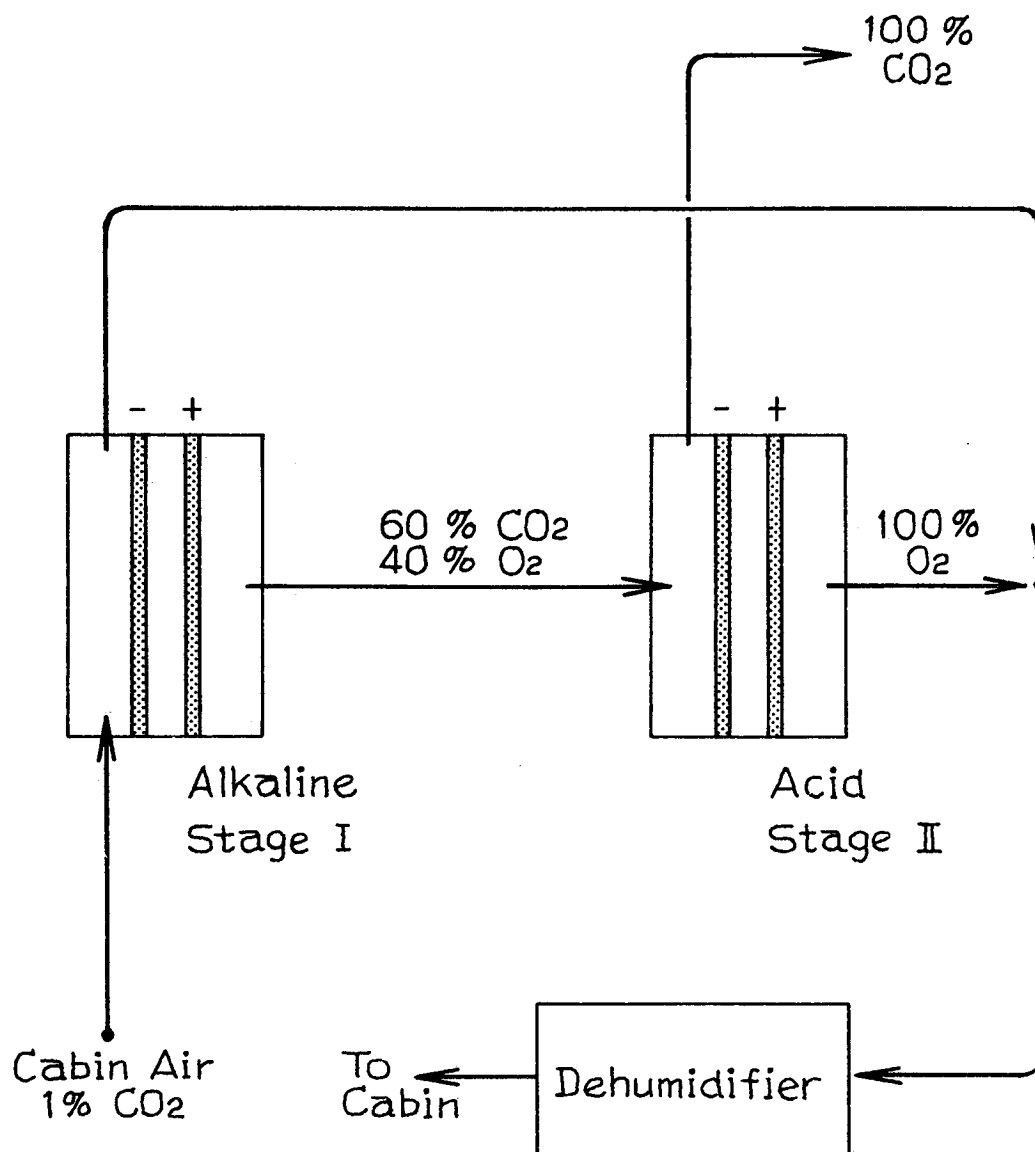 100 %
CO2
- +
- +
60 % CO2
40 % O2
100 %
O2
Alkaline
Stage I
Acid
Stage II
Cabin Air
1% CO2
To
Cabin
Dehumidifier